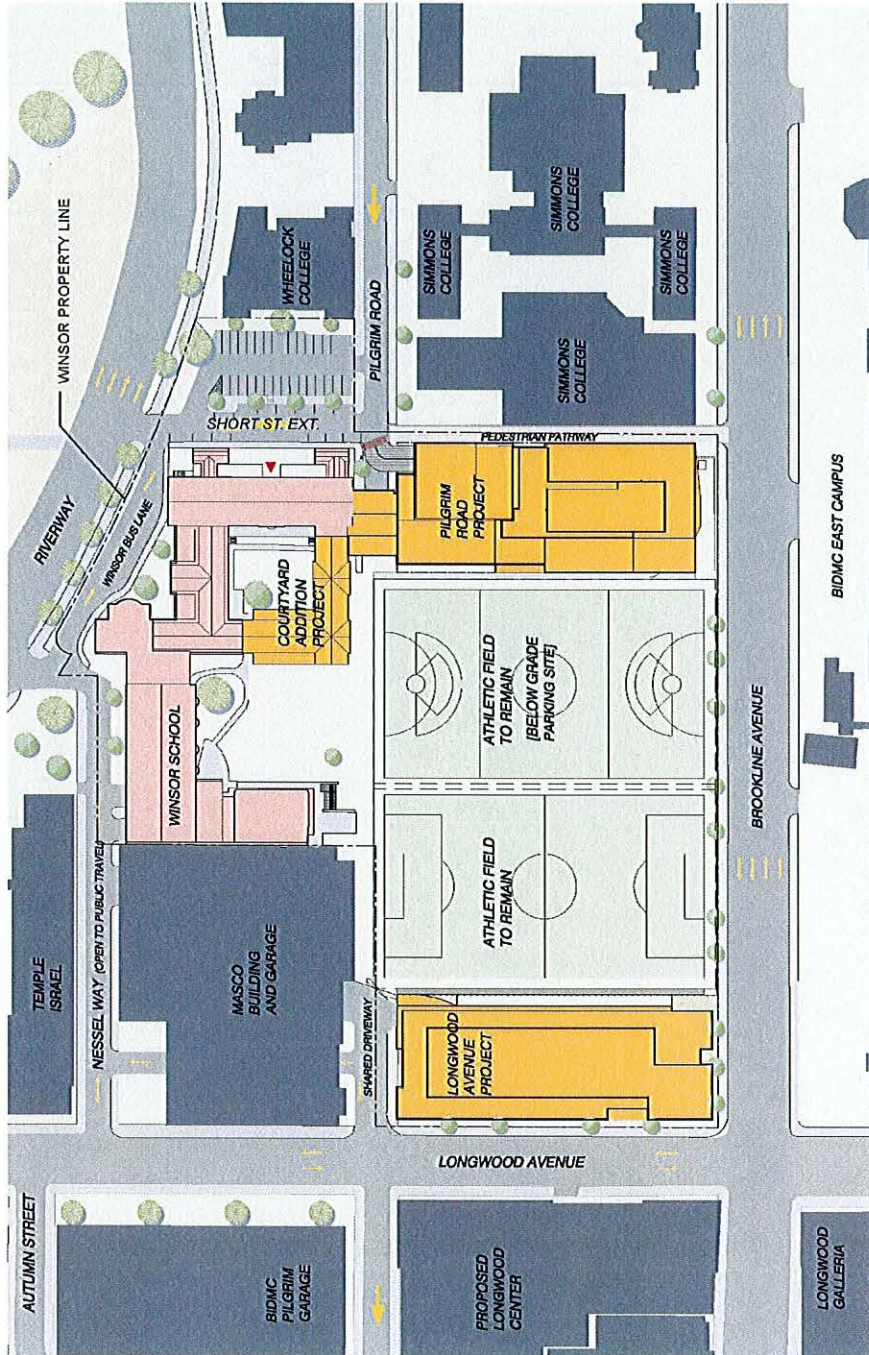 WINSOR PROPERTY LINE
RIVERWAY
WINSOR BUS LANE
WHEELOCK
COLLEGE
PILGRIM ROAD
SHORT ST. EXT.
SIMMONS
COLLEGE
SIMMONS
COLLEGE
SIMMONS
COLLEGE
SIMMONS
COLLEGE
PEDESTRIAN PATHWAY
PILGRIM
ROAD
PROJECT
COURTYARD
ADDITION
PROJECT
WINSOR SCHOOL
ATHLETIC FIELD
TO REMAIN
[BELOW GRADE
PARKING SITE]
ATHLETIC FIELD
TO REMAIN
BROOKLINE AVENUE
BIDMC EAST CAMPUS
TEMPLE
ISRAEL
NESSEL WAY (OPEN TO PUBLIC TRAVEL)
MASCO
BUILDING
AND GARAGE
SHARED DRIVEWAY
LONGWOOD
AVENUE
PROJECT
LONGWOOD AVENUE
AUTUMN STREET
BIDMC
PILGRIM
GARAGE
PROPOSED
LONGWOOD
CENTER
LONGWOOD
GALLERIA